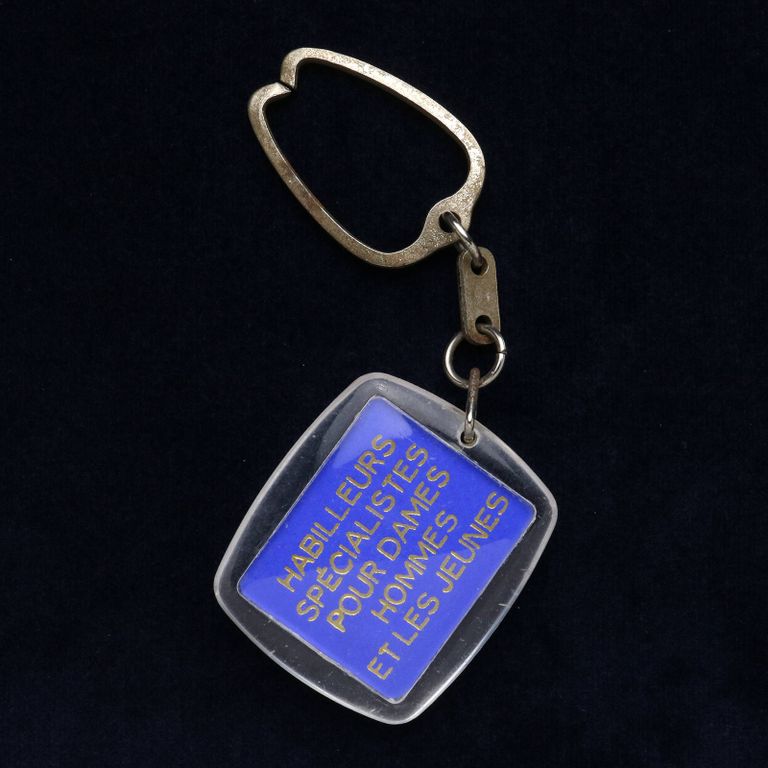 HABILLEURS
SPÉCIALISTES
POUR DAMES
HOMMES
ET LES JEUNES